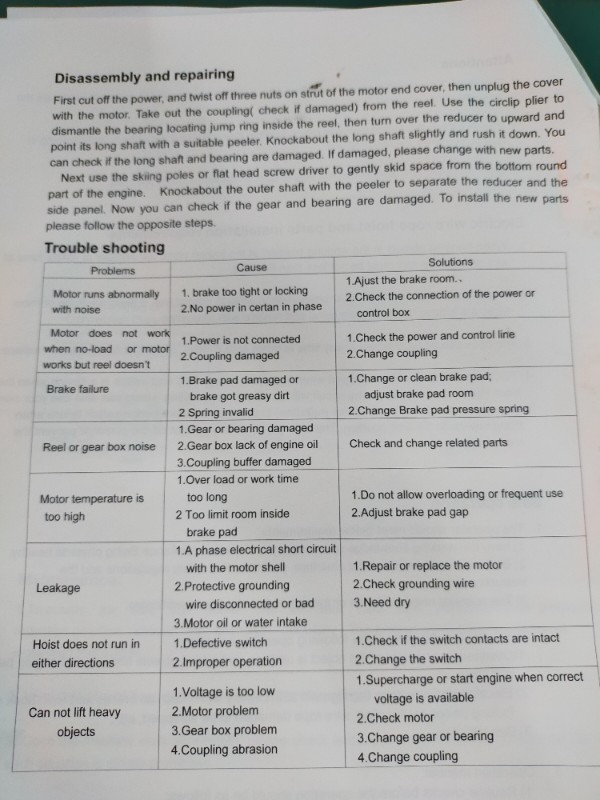 Disassembly and repairing
First cut off the power, and twist off three nuts on strut of the motor end cover, then unplug the cover
with the motor. Take out the coupling( check if damaged) from the reel. Use the circlip plier to
dismantle the bearing locating jump ring inside the reel, then turn over the reducer to upward and
point its long shaft with a suitable peeler. Knockabout the long shaft slightly and rush it down. You
can check if the long shaft and bearing are damaged. If damaged, please change with new parts.
Next use the skiing poles or flat head screw driver to gently skid space from the bottom round
part of the engine. Knockabout the outer shaft with the peeler to separate the reducer and the
side panel. Now you can check if the gear and bearing are damaged. To install the new parts
please follow the opposite steps.
Trouble shooting
Problems
Cause
Solutions
Motor runs abnormally
with noise
1. brake too tight or locking
2.No power in certan in phase
1.Ajust the brake room..
2.Check the connection of the power or
control box
Motor does not work
when no-load or motor
works but reel doesn't
1.Power is not connected
2.Coupling damaged
1.Check the power and control line
2.Change coupling
Brake failure
1.Brake pad damaged or
brake got greasy dirt
2 Spring invalid
1.Change or clean brake pad;
adjust brake pad room
2.Change Brake pad pressure spring
Reel or gear box noise
1.Gear or bearing damaged
2.Gear box lack of engine oil
3.Coupling buffer damaged
Check and change related parts
Motor temperature is
too high
1.Over load or work time
too long
2 Too limit room inside
brake pad
1.Do not allow overloading or frequent use
2.Adjust brake pad gap
Leakage
1.A phase electrical short circuit
with the motor shell
2.Protective grounding
wire disconnected or bad
3.Motor oil or water intake
1.Repair or replace the motor
2.Check grounding wire
3.Need dry
Hoist does not run in
either directions
1.Defective switch
2.Improper operation
1.Check if the switch contacts are intact
2.Change the switch
Can not lift heavy
objects
1.Voltage is too low
2.Motor problem
3.Gear box problem
4.Coupling abrasion
1.Supercharge or start engine when correct
voltage is available
2.Check motor
3.Change gear or bearing
4.Change coupling